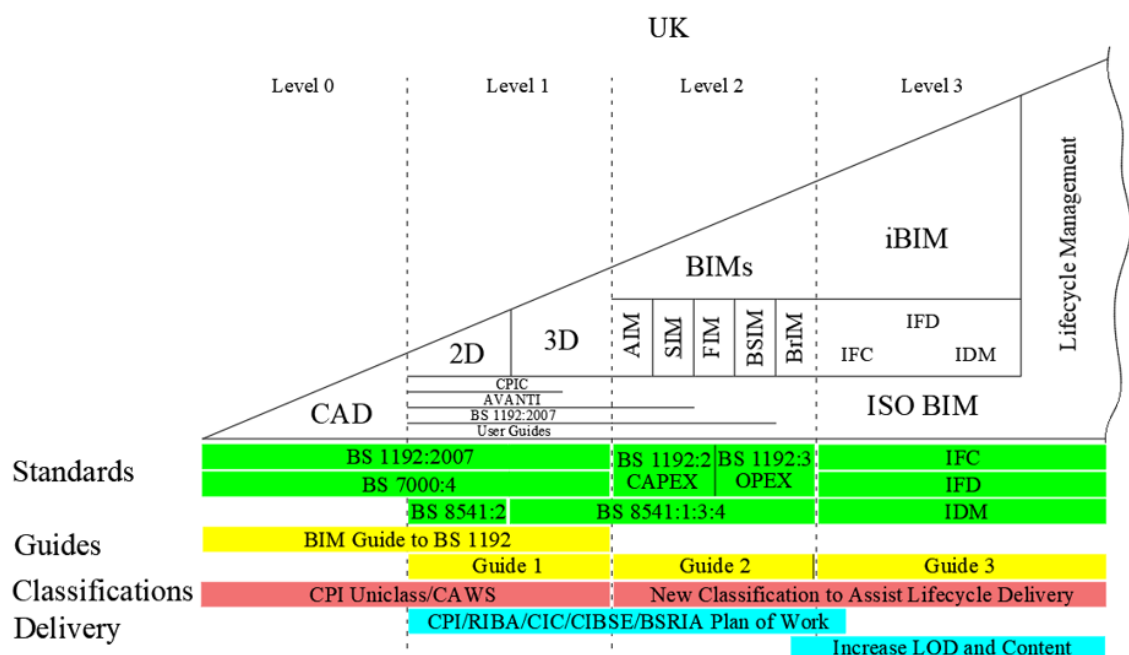 UK
Level 0
Level 1
Level 2
Level 3
Lifecycle Management
iBIM
BIMs
2D
3D
AIM
SIM
FIM
BSIM
BrIM
IFD
IFC
IDM
CPIC
AVANTI
BS 1192:2007
User Guides
CAD
ISO BIM
Standards
BS 1192:2007
BS 7000:4
BS 8541:2
BS 1192:2
CAPEX
BS 1192:3
OPEX
BS 8541:1:3:4
IFC
IFD
IDM
Guides
BIM Guide to BS 1192
Guide 1
Guide 2
Guide 3
Classifications
CPI Uniclass/CAWS
New Classification to Assist Lifecycle Delivery
Delivery
CPI/RIBA/CIC/CIBSE/BSRIA Plan of Work
Increase LOD and Content